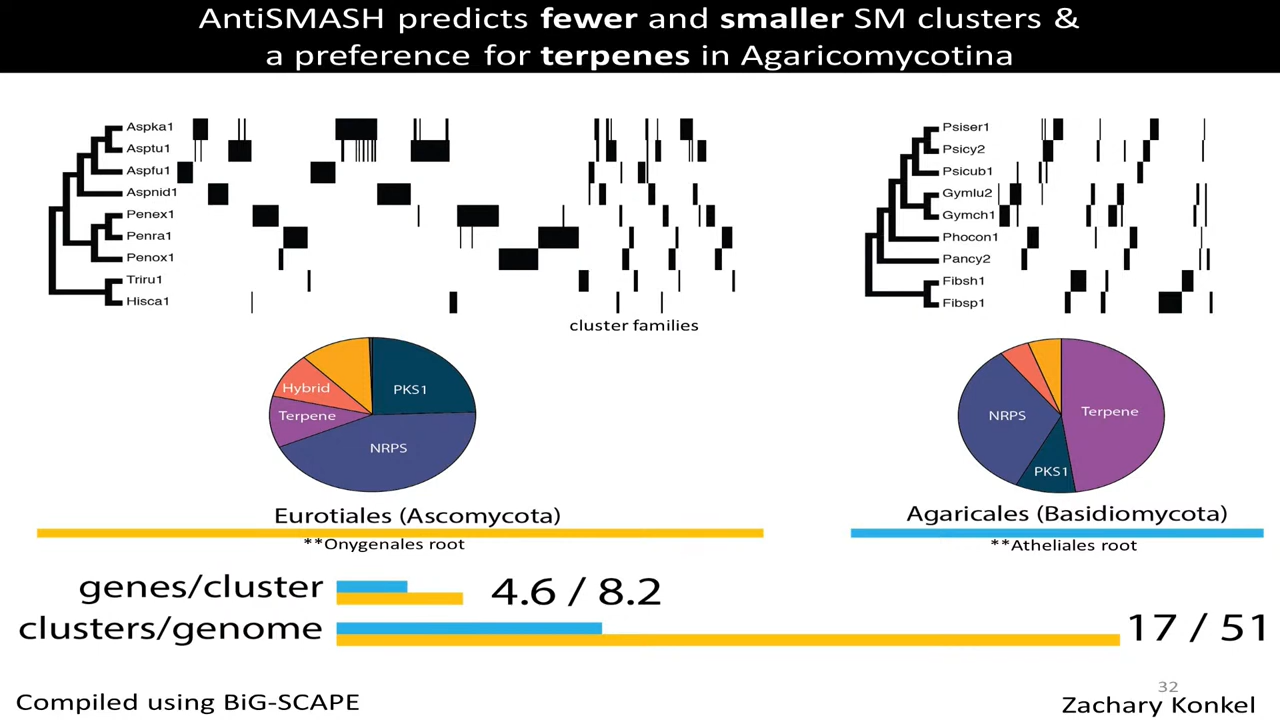 AntiSMASH predicts fewer and smaller SM clusters &
a preference for terpenes in Agaricomycotina
Aspka1
Asptu1
Aspfu1
Aspnid1
Penex1
Penra1
Penox1
Triru1
Hisca1
Psiser1
Psicy2
Psicub1
Gymlu2
Gymch1
Phocon1
Pancy2
Fibsh1
Fibsp1
cluster families
Hybrid
PKS1
Terpene
NRPS
NRPS
Terpene
PKS1
Eurotiales (Ascomycota)
**Onygenales root
Agaricales (Basidiomycota)
**Atheliales root
genes/cluster 4.6 / 8.2
clusters/genome 17 / 51
Compiled using BiG-SCAPE
32
Zachary Konkel